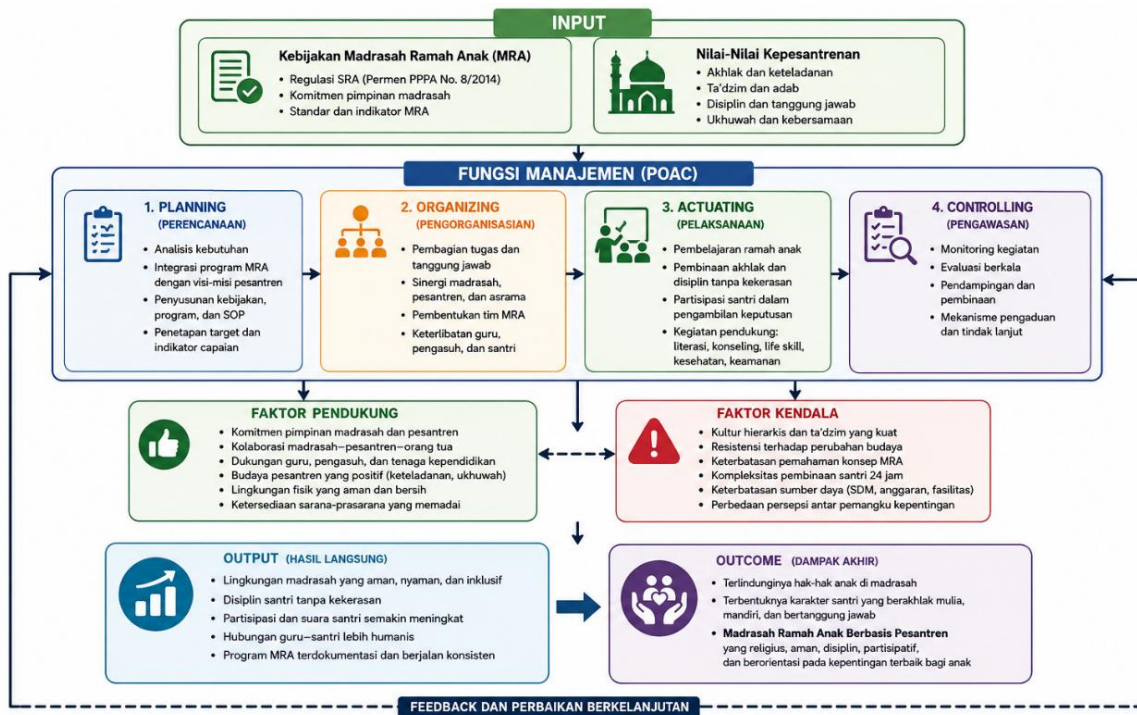 INPUT
Kebijakan Madrasah Ramah Anak (MRA)
• Regulasi SRA (Permen PPPA No. 8/2014)
• Komitmen pimpinan madrasah
• Standar dan indikator MRA
Nilai-Nilai Kepesantrenan
• Akhlak dan keteladanan
• Ta'dzim dan adab
• Disiplin dan tanggung jawab
• Ukhuwah dan kebersamaan
FUNGSI MANAJEMEN (POAC)
1. PLANNING
(PERENCANAAN)
• Analisis kebutuhan
• Integrasi program MRA
dengan visi-misi pesantren
• Penyusunan kebijakan,
program, dan SOP
• Penetapan target dan
indikator capaian
2. ORGANIZING
(PENGORGANISASIAN)
• Pembagian tugas dan
tanggung jawab
• Sinergi madrasah,
pesantren, dan asrama
• Pembentukan tim MRA
• Keterlibatan guru,
pengasuh, dan santri
3. ACTUATING
(PELAKSANAAN)
• Pembelajaran ramah anak
• Pembinaan akhlak dan
disiplin tanpa kekerasan
• Partisipasi santri dalam
pengambilan keputusan
• Kegiatan pendukung:
literasi, konseling, life skill,
kesehatan, keamanan
4. CONTROLLING
(PENGAWASAN)
• Monitoring kegiatan
• Evaluasi berkala
• Pendampingan dan
pembinaan
• Mekanisme pengaduan
dan tindak lanjut
FAKTOR PENDUKUNG
• Komitmen pimpinan madrasah dan pesantren
• Kolaborasi madrasah–pesantren–orang tua
• Dukungan guru, pengasuh, dan tenaga kependidikan
• Budaya pesantren yang positif (keteladanan, ukhuwah)
• Lingkungan fisik yang aman dan bersih
• Ketersediaan sarana-prasarana yang memadai
FAKTOR KENDALA
• Kultur hierarkis dan ta'dzim yang kuat
• Resistensi terhadap perubahan budaya
• Keterbatasan pemahaman konsep MRA
• Kompleksitas pembinaan santri 24 jam
• Keterbatasan sumber daya (SDM, anggaran, fasilitas)
• Perbedaan persepsi antar pemangku kepentingan
OUTPUT (HASIL LANGSUNG)
• Lingkungan madrasah yang aman, nyaman, dan inklusif
• Disiplin santri tanpa kekerasan
• Partisipasi dan suara santri semakin meningkat
• Hubungan guru–santri lebih humanis
• Program MRA terdokumentasi dan berjalan konsisten
OUTCOME (DAMPAK AKHIR)
• Terlindunginya hak-hak anak di madrasah
• Terbentuknya karakter santri yang berakhlak mulia,
mandiri, dan bertanggung jawab
• Madrasah Ramah Anak Berbasis Pesantren
yang religius, aman, disiplin, partisipatif,
dan berorientasi pada kepentingan terbaik bagi anak
FEEDBACK DAN PERBAIKAN BERKELANJUTAN